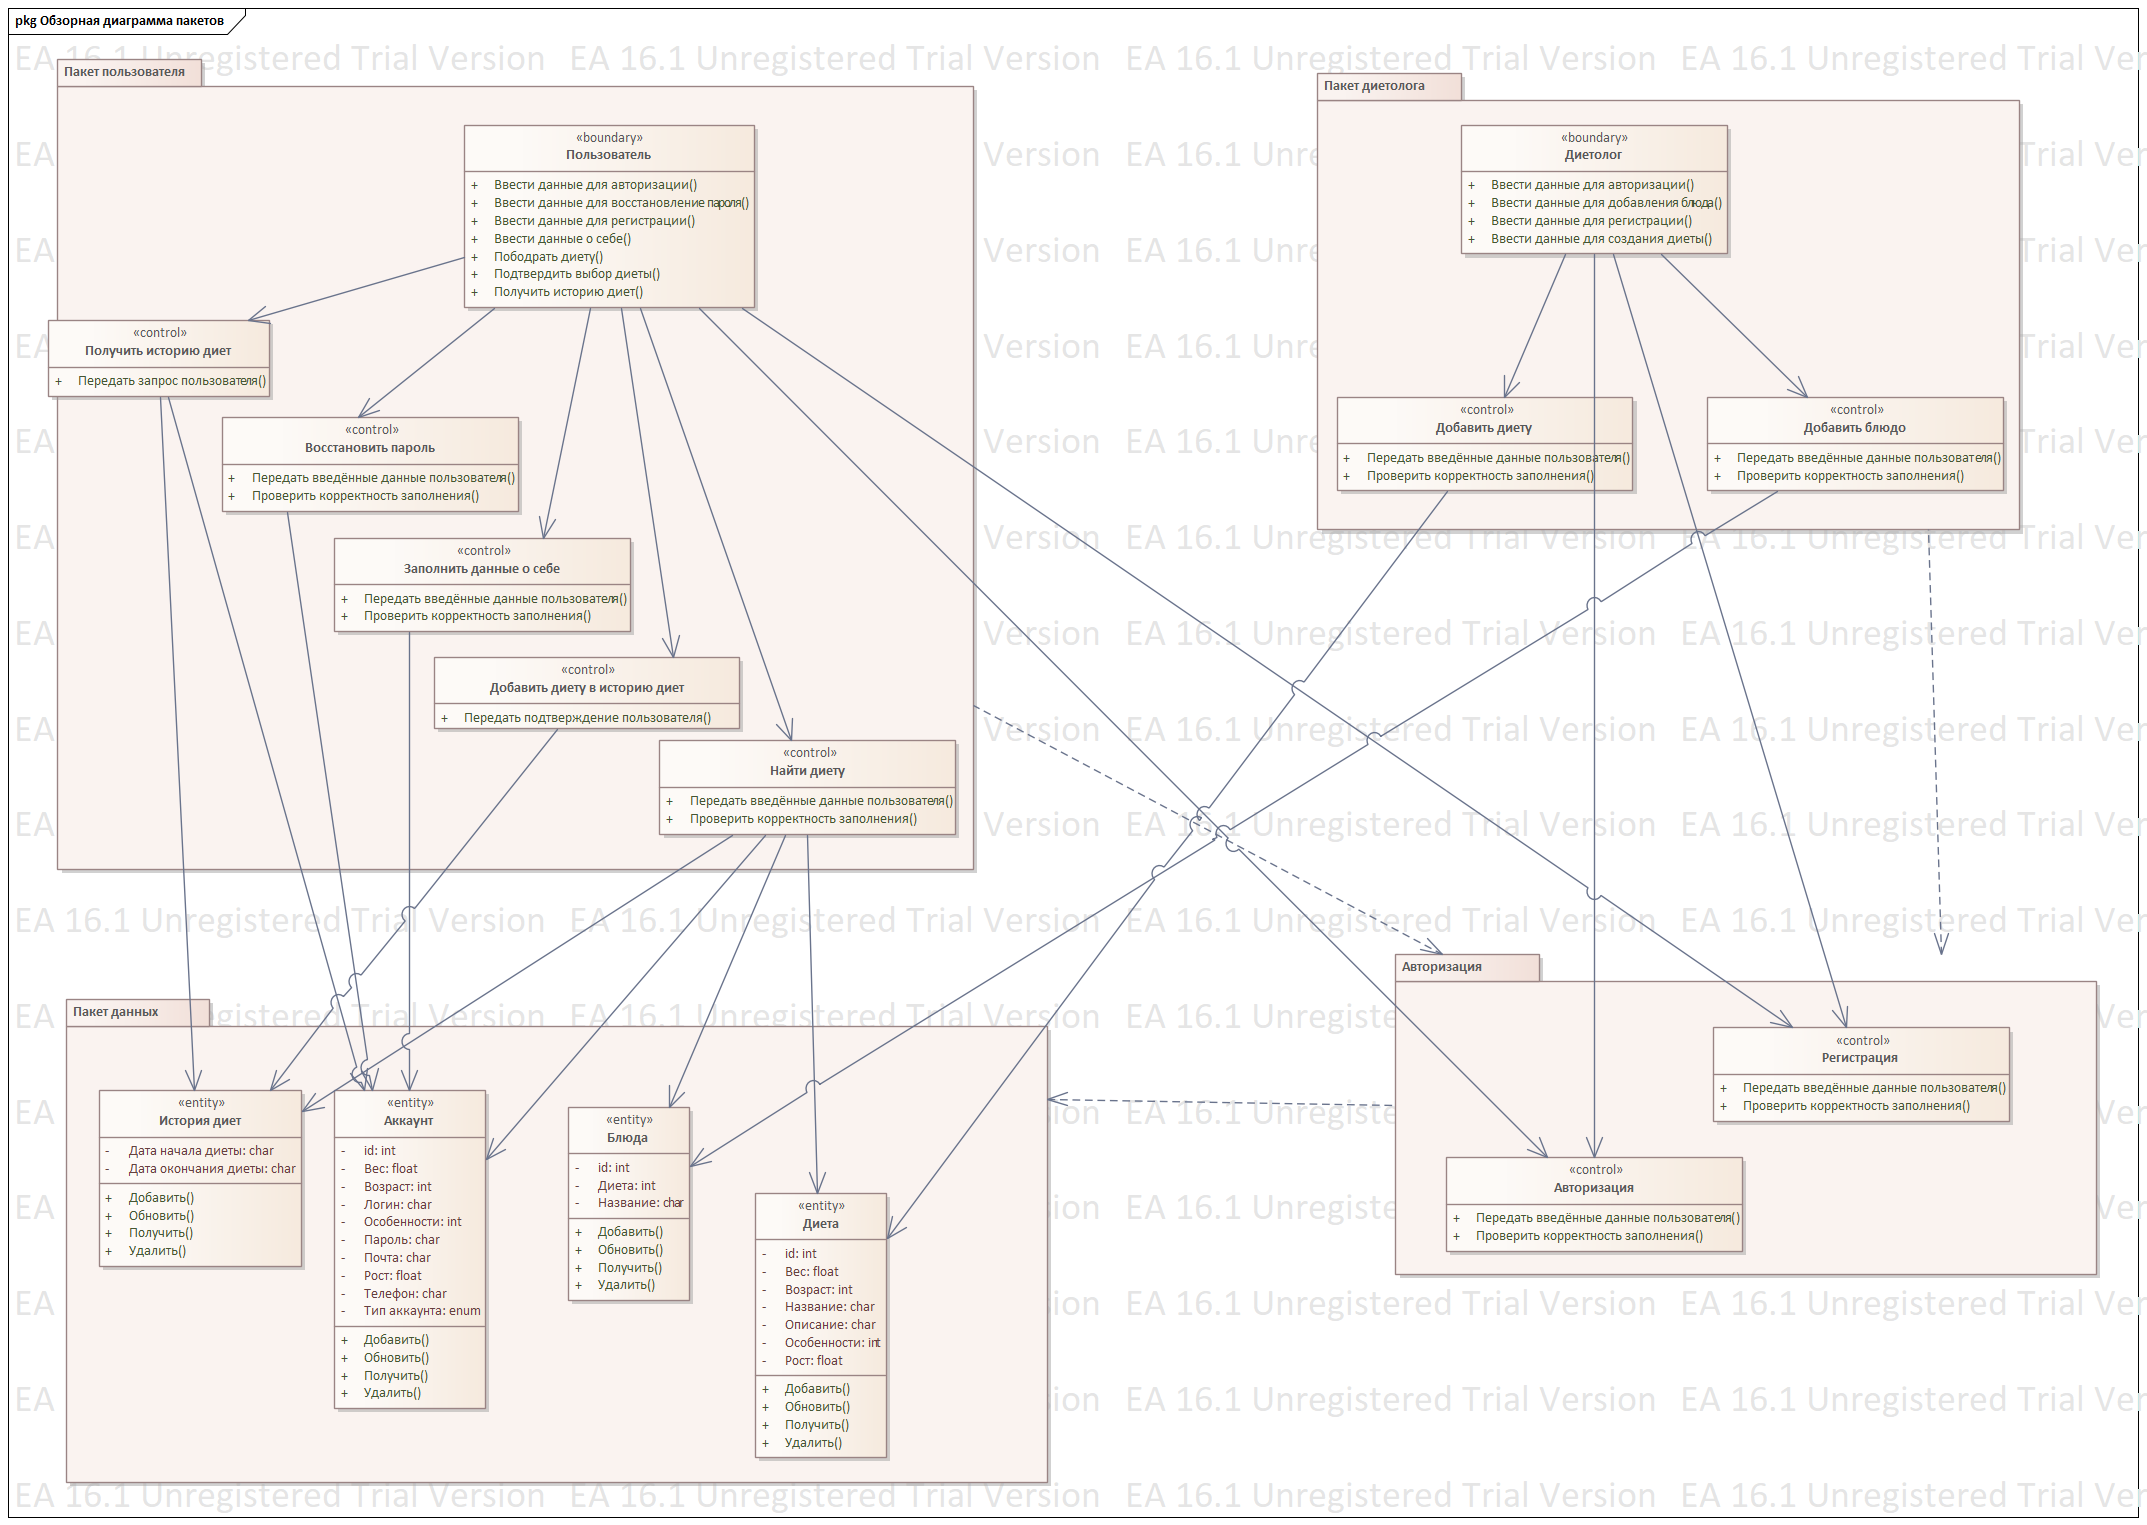 pkg Обзорная диаграмма пакетов
EA 16.1 Unregistered Trial Version
Пакет пользователя
«boundary»
Пользователь
+ Ввести данные для авторизации()
+ Ввести данные для восстановление пароля()
+ Ввести данные для регистрации()
+ Ввести данные о себе()
+ Пободрать диету()
+ Подтвердить выбор диеты()
+ Получить историю диет()
«control»
Получить историю диет
+ Передать запрос пользователя()
«control»
Восстановить пароль
+ Передать введённые данные пользователя()
+ Проверить корректность заполнения()
«control»
Заполнить данные о себе
+ Передать введённые данные пользователя()
+ Проверить корректность заполнения()
«control»
Добавить диету в историю диет
+ Передать подтверждение пользователя()
«control»
Найти диету
+ Передать введённые данные пользователя()
+ Проверить корректность заполнения()
Пакет диетолога
«boundary»
Диетолог
+ Ввести данные для авторизации()
+ Ввести данные для добавления блюда()
+ Ввести данные для регистрации()
+ Ввести данные для создания диеты()
«control»
Добавить диету
+ Передать введённые данные пользователя()
+ Проверить корректность заполнения()
«control»
Добавить блюдо
+ Передать введённые данные пользователя()
+ Проверить корректность заполнения()
Пакет данных
«entity»
История диет
- Дата начала диеты: char
- Дата окончания диеты: char
+ Добавить()
+ Обновить()
+ Получить()
+ Удалить()
«entity»
Аккаунт
- id: int
- Вес: float
- Возраст: int
- Логин: char
- Особенности: int
- Пароль: char
- Почта: char
- Рост: float
- Телефон: char
- Тип аккаунта: enum
+ Добавить()
+ Обновить()
+ Получить()
+ Удалить()
«entity»
Блюда
- id: int
- Диета: int
- Название: char
+ Добавить()
+ Обновить()
+ Получить()
+ Удалить()
«entity»
Диета
- id: int
- Вес: float
- Возраст: int
- Название: char
- Описание: char
- Особенности: int
- Рост: float
+ Добавить()
+ Обновить()
+ Получить()
+ Удалить()
Авторизация
«control»
Регистрация
+ Передать введённые данные пользователя()
+ Проверить корректность заполнения()
«control»
Авторизация
+ Передать введённые данные пользователя()
+ Проверить корректность заполнения()